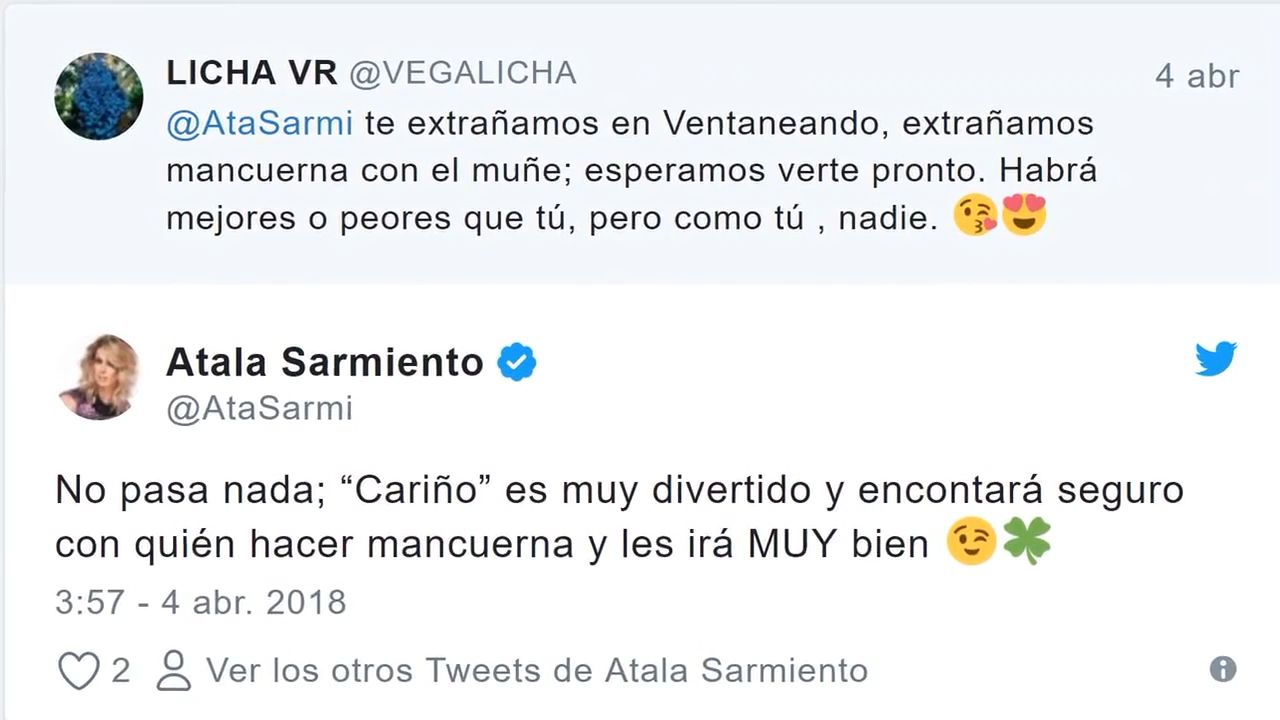 LICHA VR @VEGALICHA 4 abr
@AtaSarmi te extrañamos en Ventaneando, extrañamos
mancuerna con el muñe; esperamos verte pronto. Habrá
mejores o peores que tú, pero como tú , nadie. 😘😍
Atala Sarmiento
@AtaSarmi
No pasa nada; “Cariño” es muy divertido y encontará seguro
con quién hacer mancuerna y les irá MUY bien 😉🍀
3:57 - 4 abr. 2018
2 Ver los otros Tweets de Atala Sarmiento